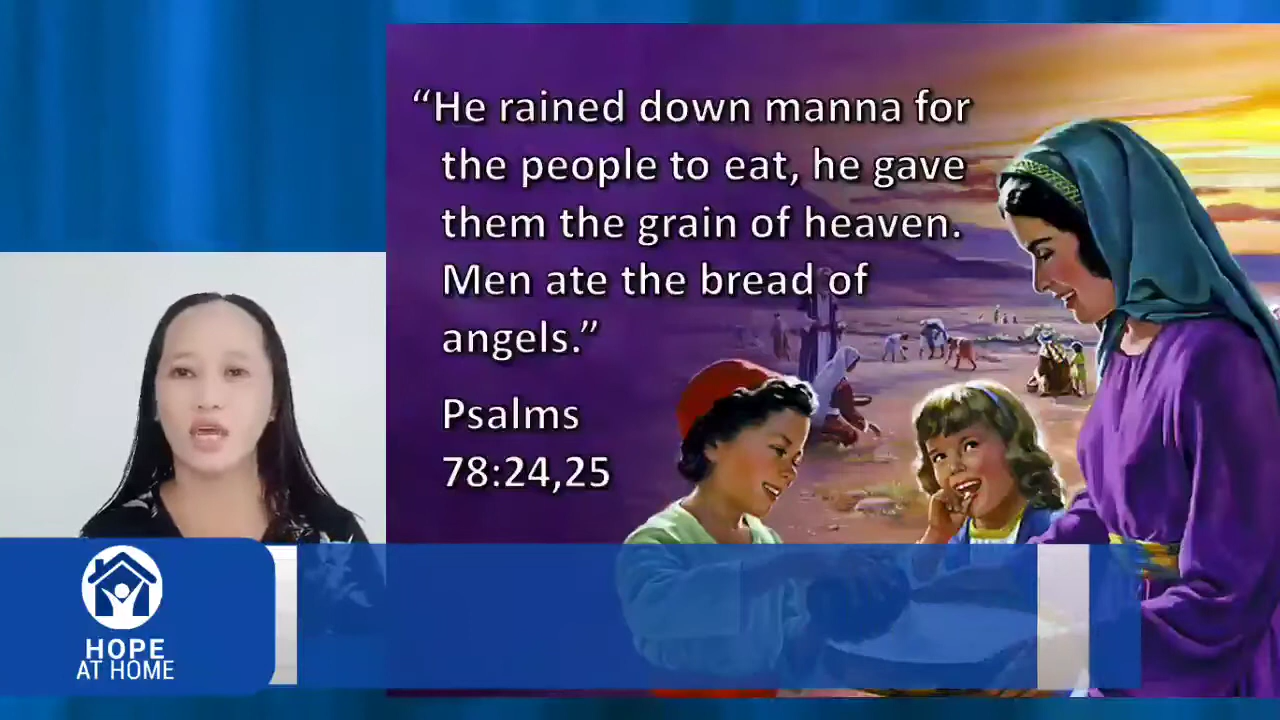 “He rained down manna for
the people to eat, he gave
them the grain of heaven.
Men ate the bread of
angels.”
Psalms
78:24,25
HOPE
AT HOME